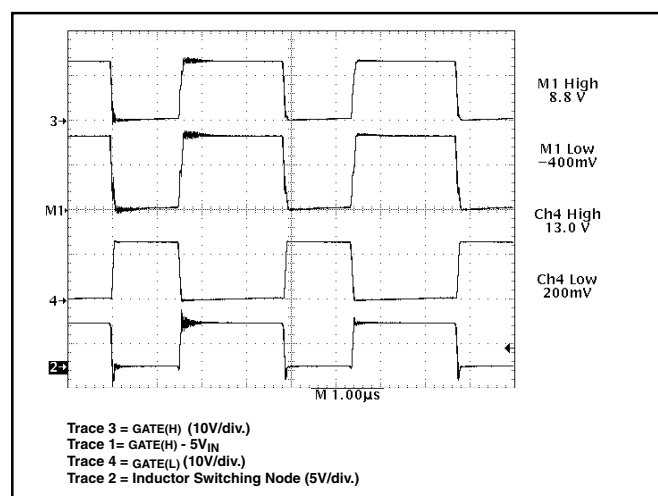 M1 High
8.8 V
3
M1 Low
−400mV
M1
Ch4 High
13.0 V
Ch4 Low
200mV
4
2
M 1.00µs
Trace 3 = GATE(H) (10V/div.)
Trace 1= GATE(H) - 5VIN
Trace 4 = GATE(L) (10V/div.)
Trace 2 = Inductor Switching Node (5V/div.)